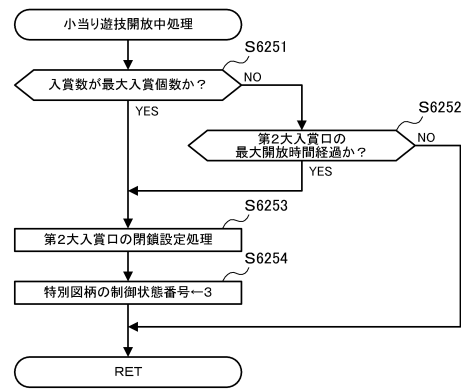 小当り遊技開放中処理
S6251
入賞数が最大入賞個数か？
NO
YES
S6252
第2大入賞口の
最大開放時間経過か？
NO
YES
S6253
第2大入賞口の閉鎖設定処理
S6254
特別図柄の制御状態番号←3
RET